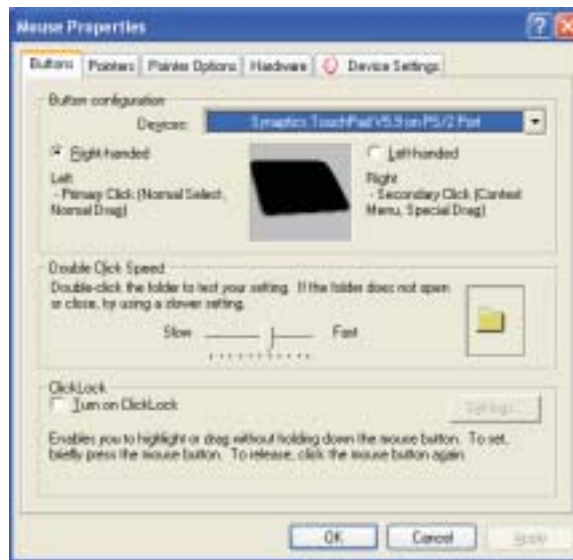 Mouse Properties
Buttons Pointers Pointer Options Hardware Device Settings
Button configuration
Devices: Synaptics TouchPad V5.9 on PS/2 Port
Right-handed Left-handed
Left Right
- Primary Click (Normal Select, - Secondary Click (Context
Normal Drag) Menu, Special Drag)
Double Click Speed
Double-click the folder to test your setting. If the folder does not open
or close, try using a slower setting.
Slow Fast
ClickLock
Turn on ClickLock Settings...
Enables you to highlight or drag without holding down the mouse button. To set,
briefly press the mouse button. To release, click the mouse button again.
OK Cancel Apply